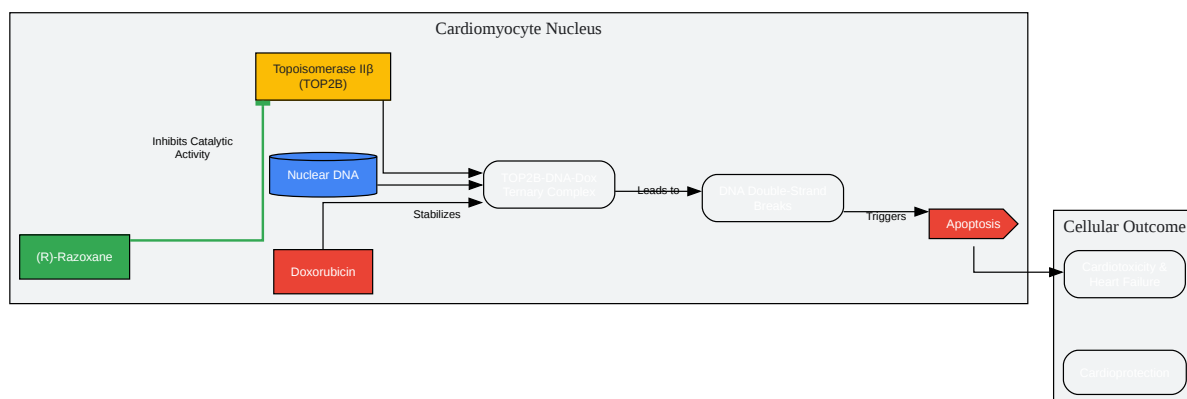 Cardiomyocyte Nucleus
Topoisomerase IIβ
(TOP2B)
Inhibits Catalytic
Activity
Nuclear DNA
TOP2B-DNA-Dox
Ternary Complex
Leads to
DNA Double-Strand
Breaks
Stabilizes
Triggers
Apoptosis
(R)-Razoxane
Doxorubicin
Cellular Outcome
Cardiotoxicity &
Heart Failure
Cardioprotection